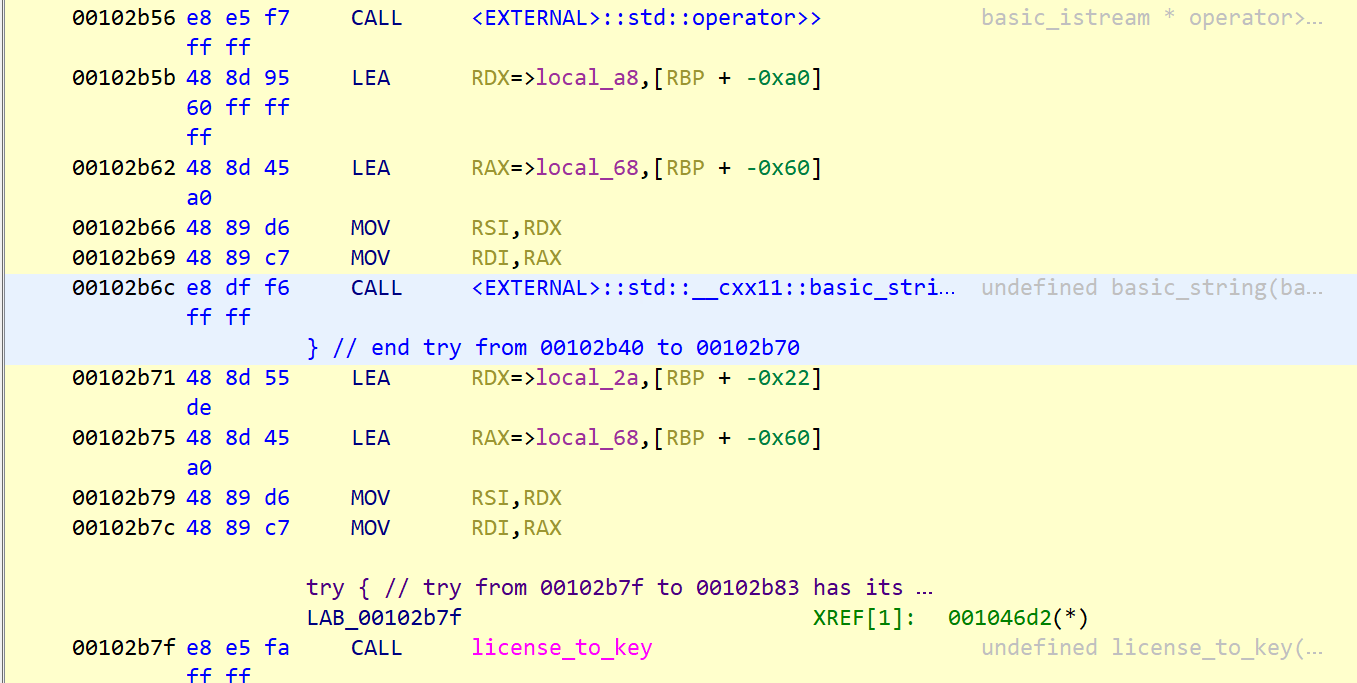 00102b56 e8 e5 f7 CALL <EXTERNAL>::std::operator>> basic_istream * operator>...
ff ff
00102b5b 48 8d 95 LEA RDX=>local_a8,[RBP + -0xa0]
60 ff ff
ff
00102b62 48 8d 45 LEA RAX=>local_68,[RBP + -0x60]
a0
00102b66 48 89 d6 MOV RSI,RDX
00102b69 48 89 c7 MOV RDI,RAX
00102b6c e8 df f6 CALL <EXTERNAL>::std::__cxx11::basic_stri... undefined basic_string(ba...
ff ff
} // end try from 00102b40 to 00102b70
00102b71 48 8d 55 LEA RDX=>local_2a,[RBP + -0x22]
de
00102b75 48 8d 45 LEA RAX=>local_68,[RBP + -0x60]
a0
00102b79 48 89 d6 MOV RSI,RDX
00102b7c 48 89 c7 MOV RDI,RAX
try { // try from 00102b7f to 00102b83 has its ...
LAB_00102b7f XREF[1]: 001046d2(*)
00102b7f e8 e5 fa CALL license_to_key undefined license_to_key(...
ff ff